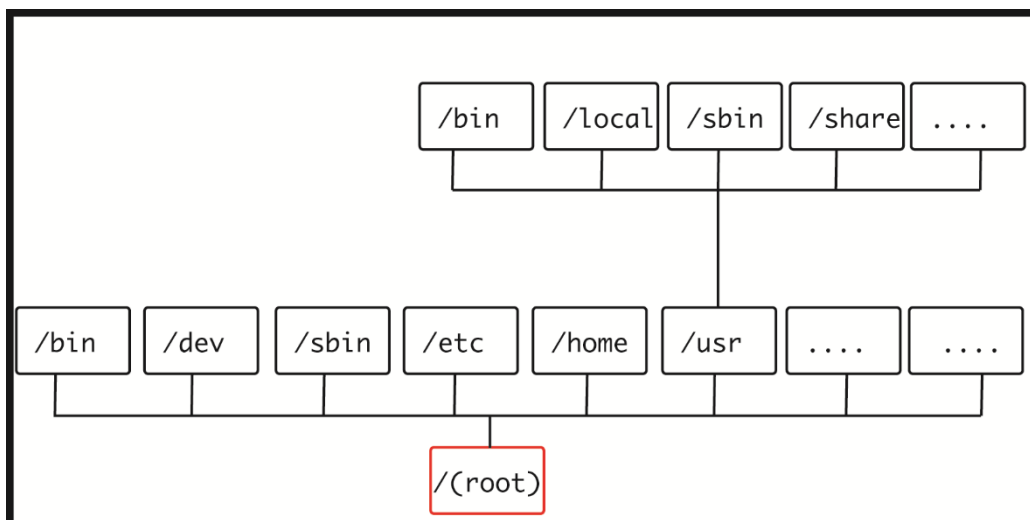 /bin /local /sbin /share ....
/bin /dev /sbin /etc /home /usr .... ....
/(root)